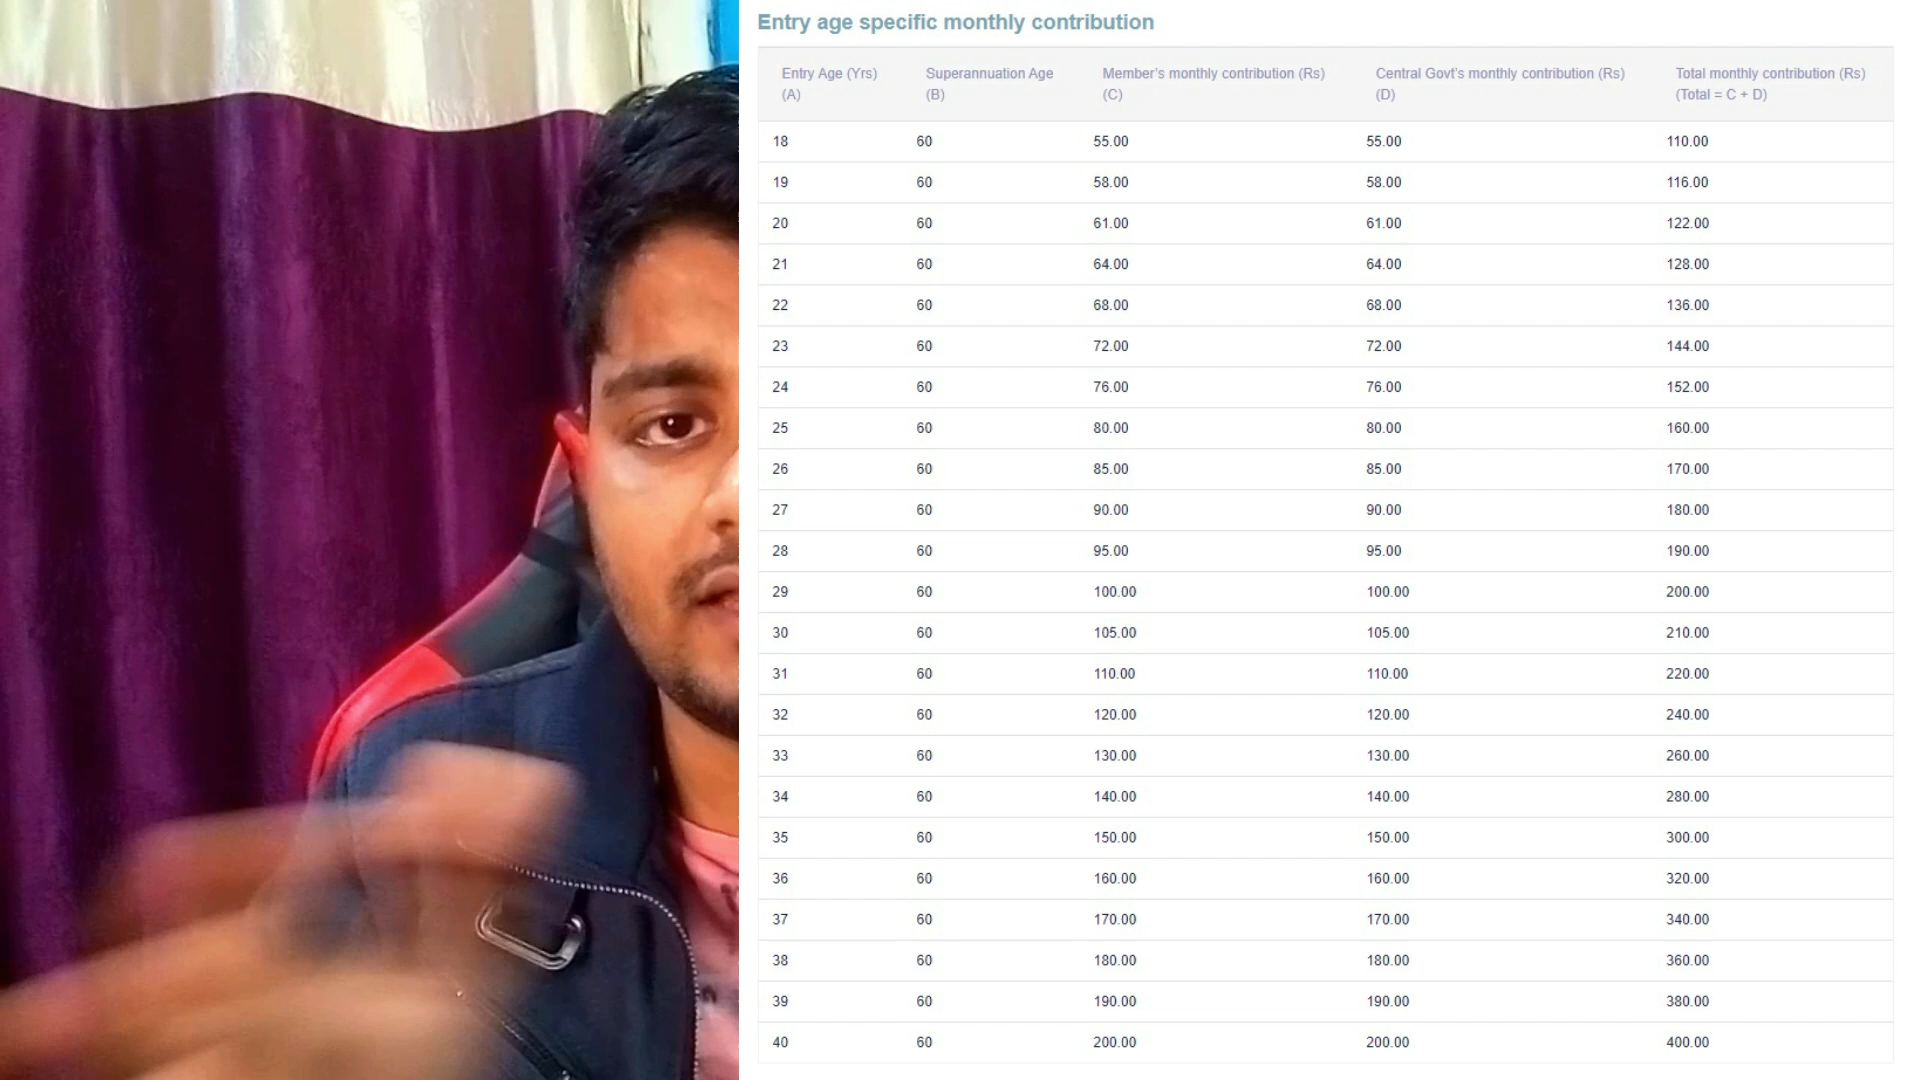 Entry age specific monthly contribution
Entry Age (Yrs) Superannuation Age Member's monthly contribution (Rs) Central Govt's monthly contribution (Rs) Total monthly contribution (Rs)
(A) (B) (C) (D) (Total = C + D)
18 60 55.00 55.00 110.00
19 60 58.00 58.00 116.00
20 60 61.00 61.00 122.00
21 60 64.00 64.00 128.00
22 60 68.00 68.00 136.00
23 60 72.00 72.00 144.00
24 60 76.00 76.00 152.00
25 60 80.00 80.00 160.00
26 60 85.00 85.00 170.00
27 60 90.00 90.00 180.00
28 60 95.00 95.00 190.00
29 60 100.00 100.00 200.00
30 60 105.00 105.00 210.00
31 60 110.00 110.00 220.00
32 60 120.00 120.00 240.00
33 60 130.00 130.00 260.00
34 60 140.00 140.00 280.00
35 60 150.00 150.00 300.00
36 60 160.00 160.00 320.00
37 60 170.00 170.00 340.00
38 60 180.00 180.00 360.00
39 60 190.00 190.00 380.00
40 60 200.00 200.00 400.00